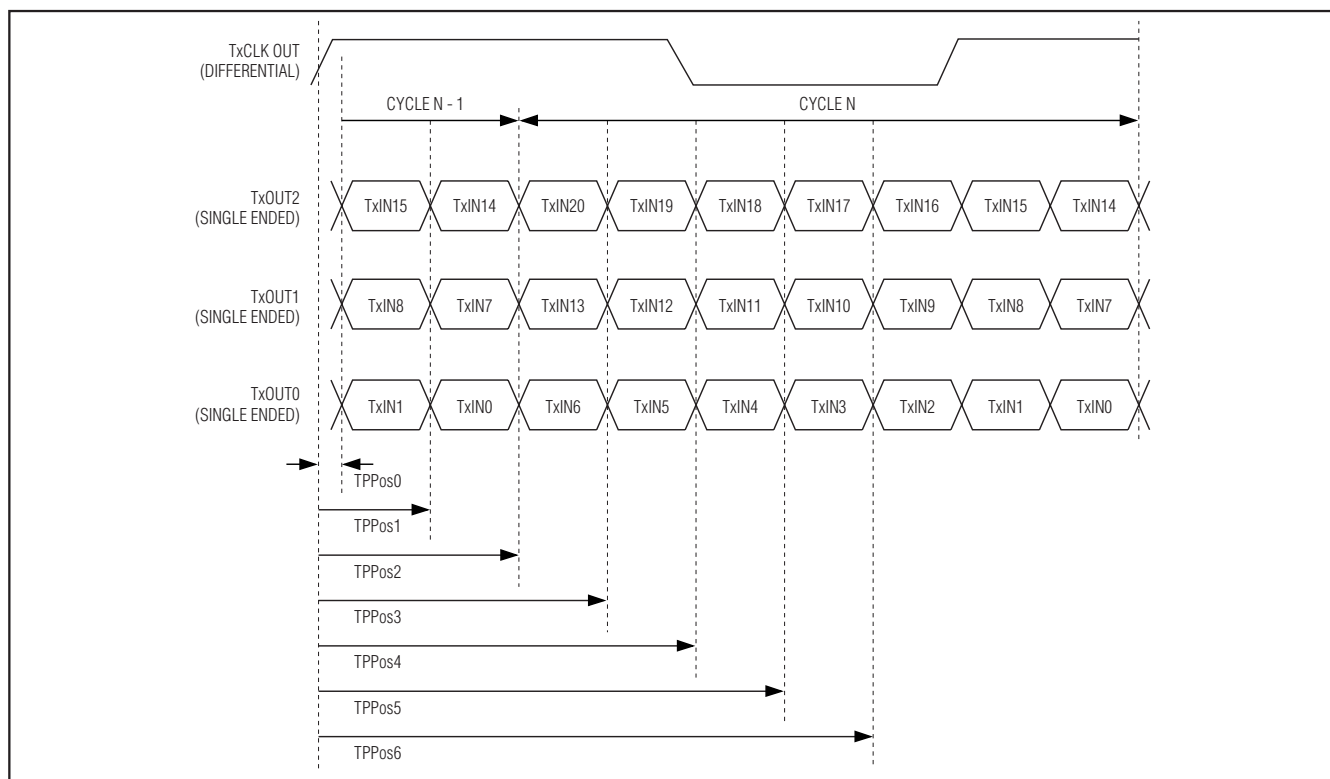 TxCLK OUT
(DIFFERENTIAL)
CYCLE N - 1
CYCLE N
TxOUT2
(SINGLE ENDED)
TxIN15 TxIN14 TxIN20 TxIN19 TxIN18 TxIN17 TxIN16 TxIN15 TxIN14
TxOUT1
(SINGLE ENDED)
TxIN8 TxIN7 TxIN13 TxIN12 TxIN11 TxIN10 TxIN9 TxIN8 TxIN7
TxOUT0
(SINGLE ENDED)
TxIN1 TxIN0 TxIN6 TxIN5 TxIN4 TxIN3 TxIN2 TxIN1 TxIN0
TPPos0
TPPos1
TPPos2
TPPos3
TPPos4
TPPos5
TPPos6